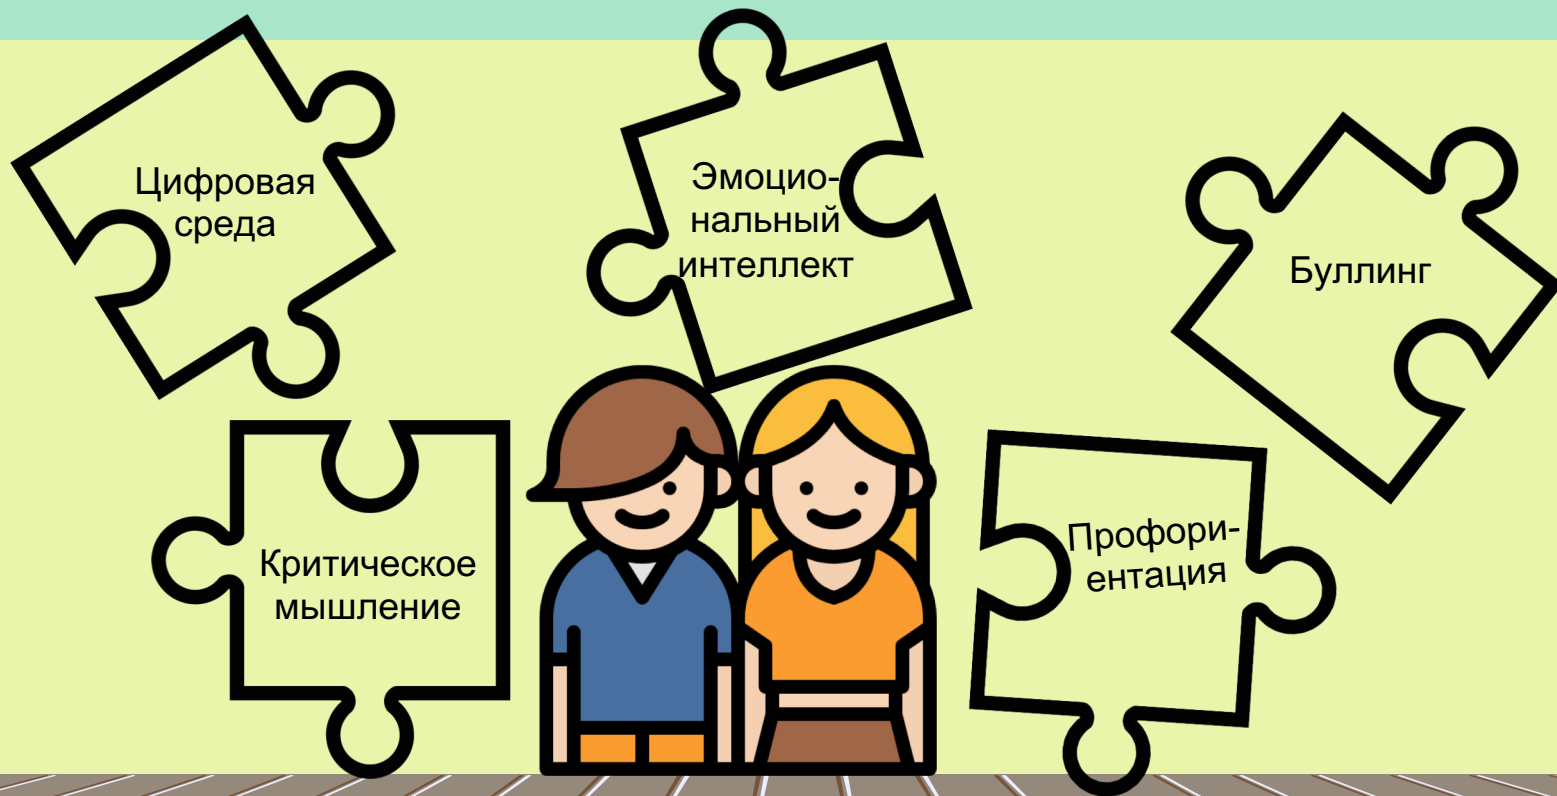 Цифровая
среда
Эмоцио-
нальный
интеллект
Буллинг
Критическое
мышление
Профори-
ентация